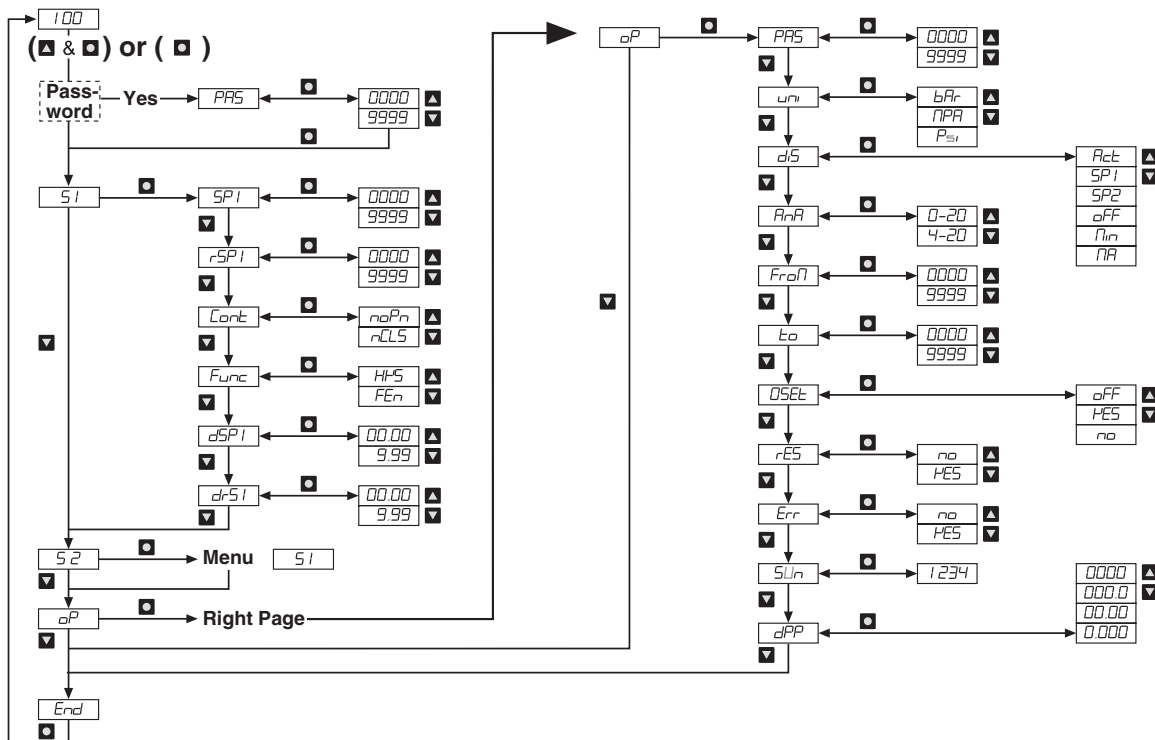 100
(▲ & ●) or ( ● )
Pass-
word
Yes
PAS
0000
9999
S1
SP1
0000
9999
rSP1
0000
9999
Cont
noPn
nCLS
Func
HYS
FEn
dSP1
00.00
9.99
drS1
00.00
9.99
S2
Menu
S1
oP
Right Page
End
oP
PAS
0000
9999
uni
bAr
MPA
Psi
diS
Act
SP1
SP2
oFF
Min
MA
AnA
0-20
4-20
FroM
0000
9999
to
0000
9999
OSEt
oFF
YES
no
rES
no
YES
Err
no
YES
SUn
1234
dPP
0000
000.0
00.00
0.000